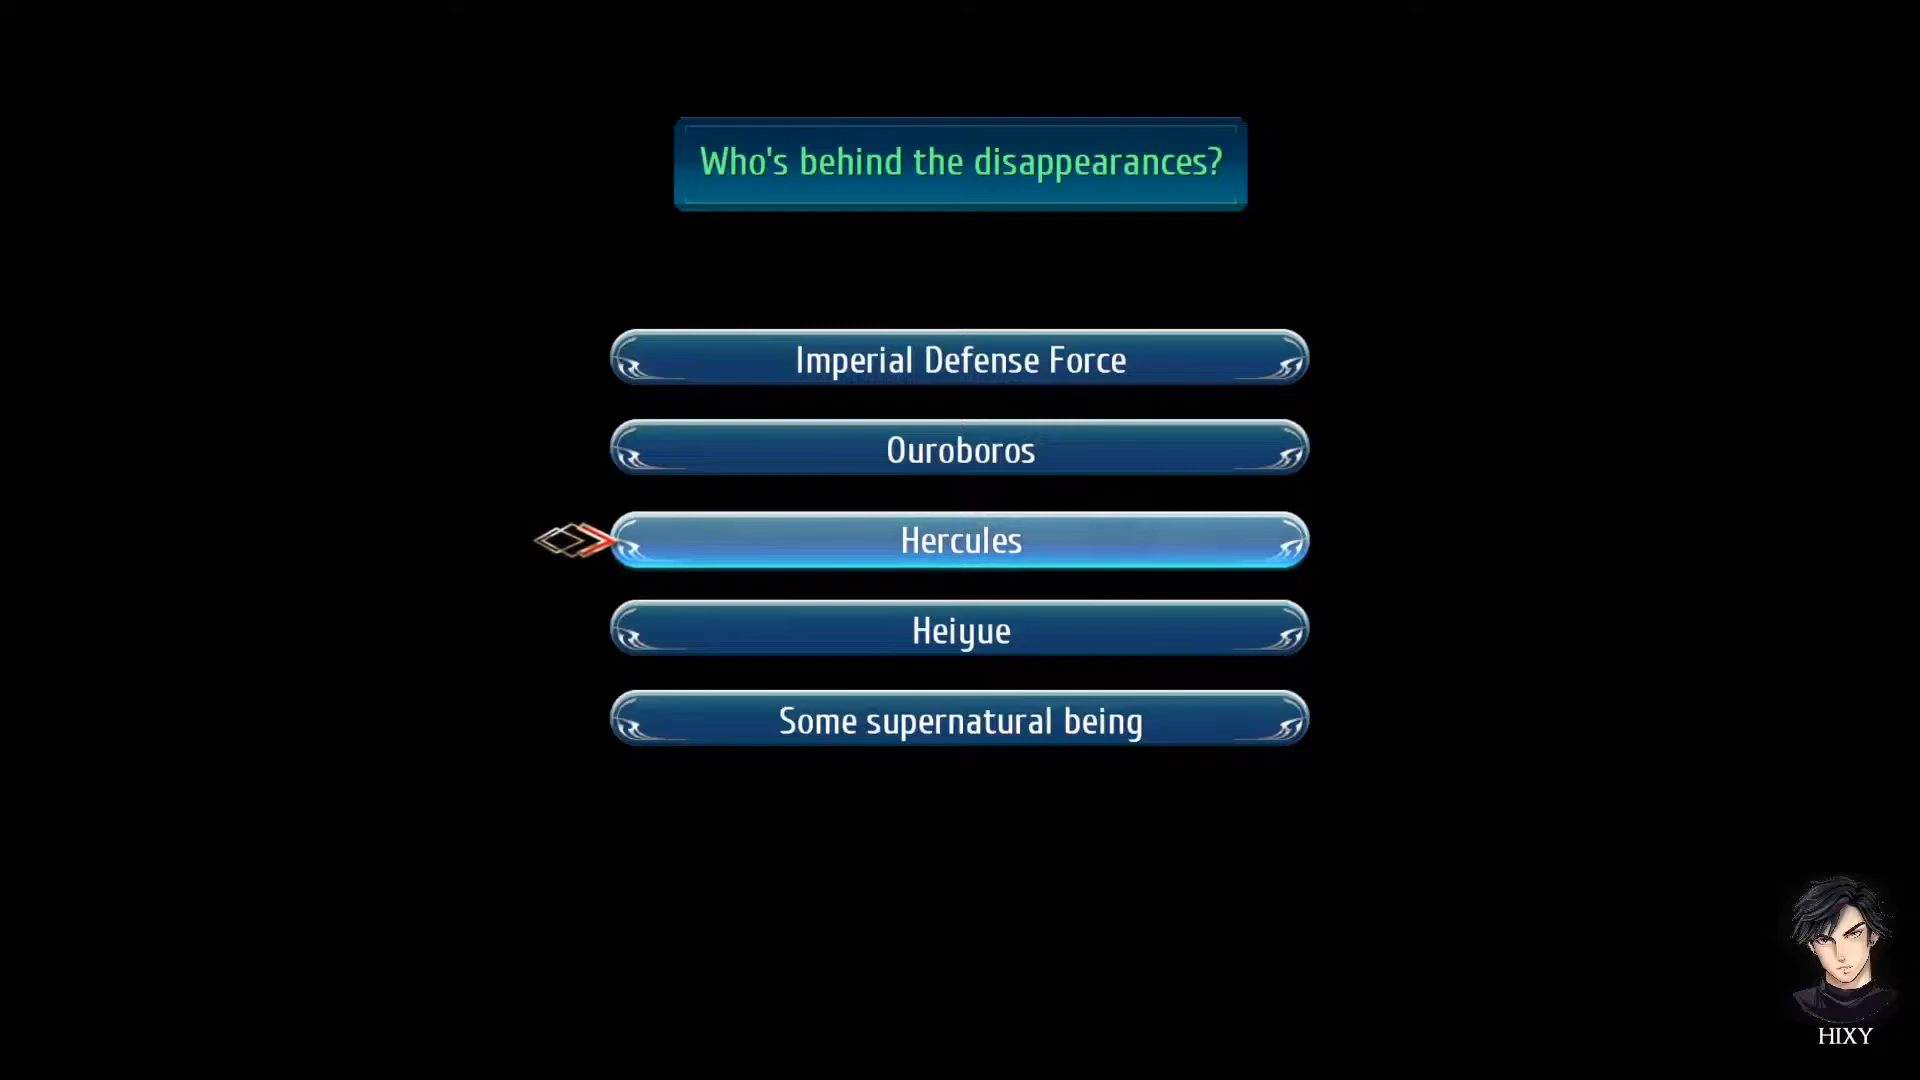 Who's behind the disappearances?
Imperial Defense Force
Ouroboros
Hercules
Heiyue
Some supernatural being
HIXY